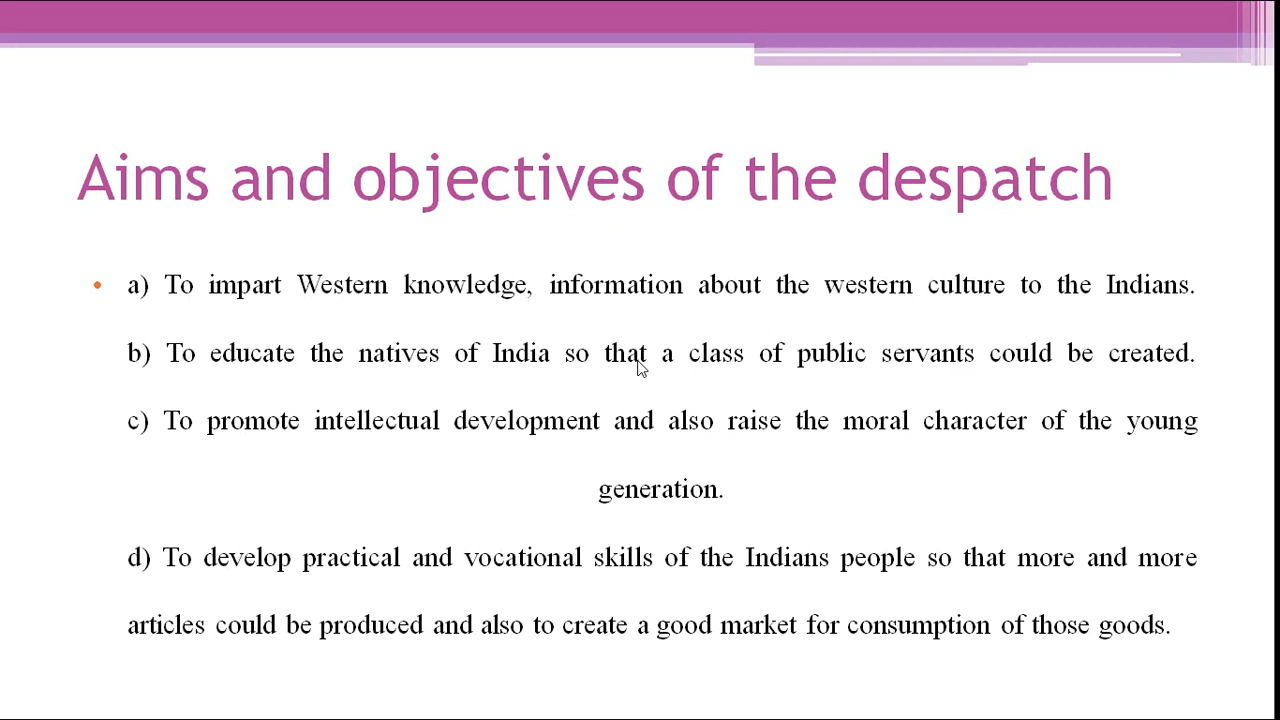 Aims and objectives of the despatch
• a) To impart Western knowledge, information about the western culture to the Indians.
b) To educate the natives of India so that a class of public servants could be created.
c) To promote intellectual development and also raise the moral character of the young
generation.
d) To develop practical and vocational skills of the Indians people so that more and more
articles could be produced and also to create a good market for consumption of those goods.